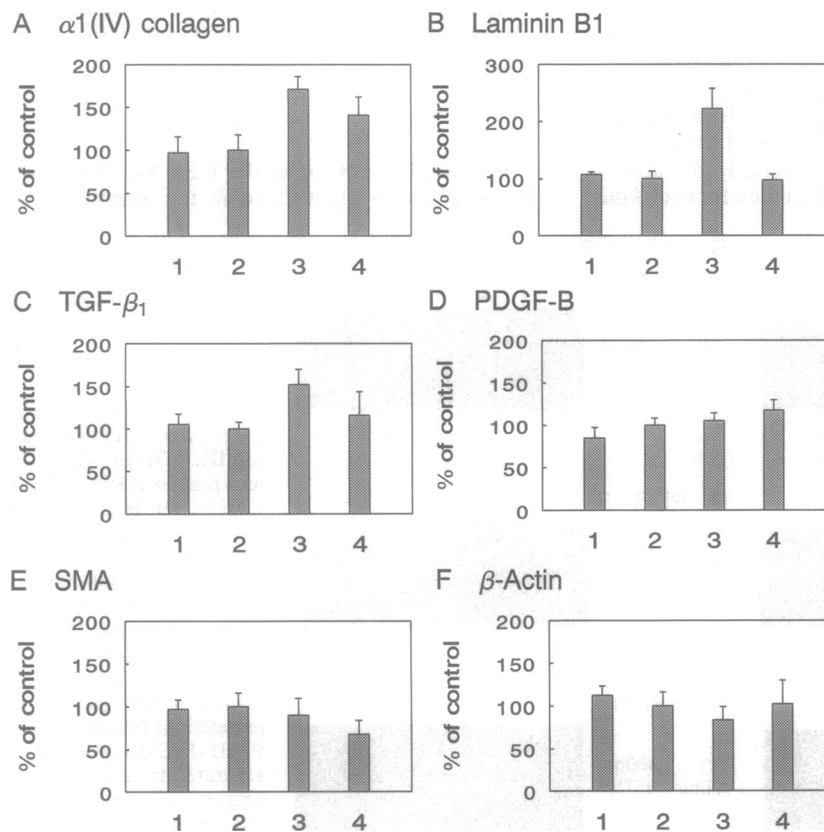 A α1(IV) collagen
% of control
200
150
100
50
0
1 2 3 4
B Laminin B1
% of control
300
200
100
0
1 2 3 4
C TGF-β₁
% of control
200
150
100
50
0
1 2 3 4
D PDGF-B
% of control
200
150
100
50
0
1 2 3 4
E SMA
% of control
200
150
100
50
0
1 2 3 4
F β-Actin
% of control
200
150
100
50
0
1 2 3 4